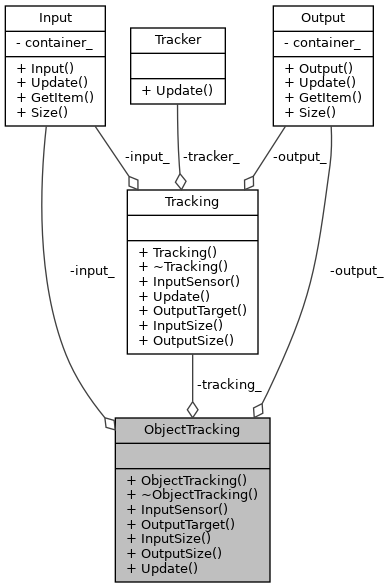 Input
- container_
+ Input()
+ Update()
+ GetItem()
+ Size()
Tracker
+ Update()
Output
- container_
+ Output()
+ Update()
+ GetItem()
+ Size()
-input_
-tracker_
-output_
Tracking
+ Tracking()
+ ~Tracking()
+ InputSensor()
+ Update()
+ OutputTarget()
+ InputSize()
+ OutputSize()
-input_
-output_
-tracking_
ObjectTracking
+ ObjectTracking()
+ ~ObjectTracking()
+ InputSensor()
+ OutputTarget()
+ InputSize()
+ OutputSize()
+ Update()